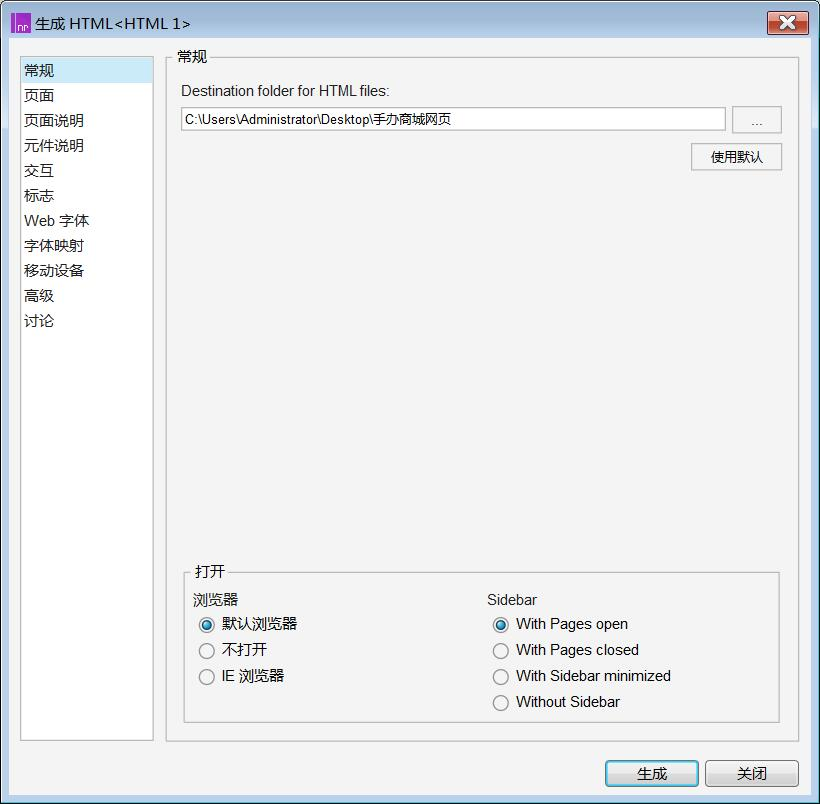 生成 HTML<HTML 1>
常规
页面
页面说明
元件说明
交互
标志
Web 字体
字体映射
移动设备
高级
讨论
常规
Destination folder for HTML files:
C:\Users\Administrator\Desktop\手办商城网页
...
使用默认
打开
浏览器
默认浏览器
不打开
IE 浏览器
Sidebar
With Pages open
With Pages closed
With Sidebar minimized
Without Sidebar
生成
关闭